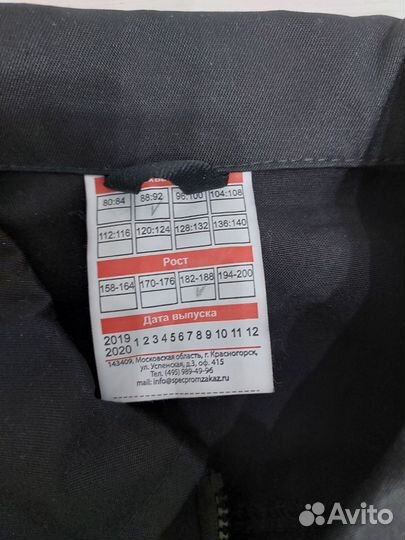 80:84 88:92 96:100 104:108
112:116 120:124 128:132 136:140
Рост
158-164 170-176 182-188 194-200
Дата выпуска
2019
2020 1 2 3 4 5 6 7 8 9 10 11 12
143409, Московская область, г. Красногорск,
ул. Успенская, д.3, оф. 415
Тел. (495) 989-49-96
mail: info@specpromzakaz.ru
Avito